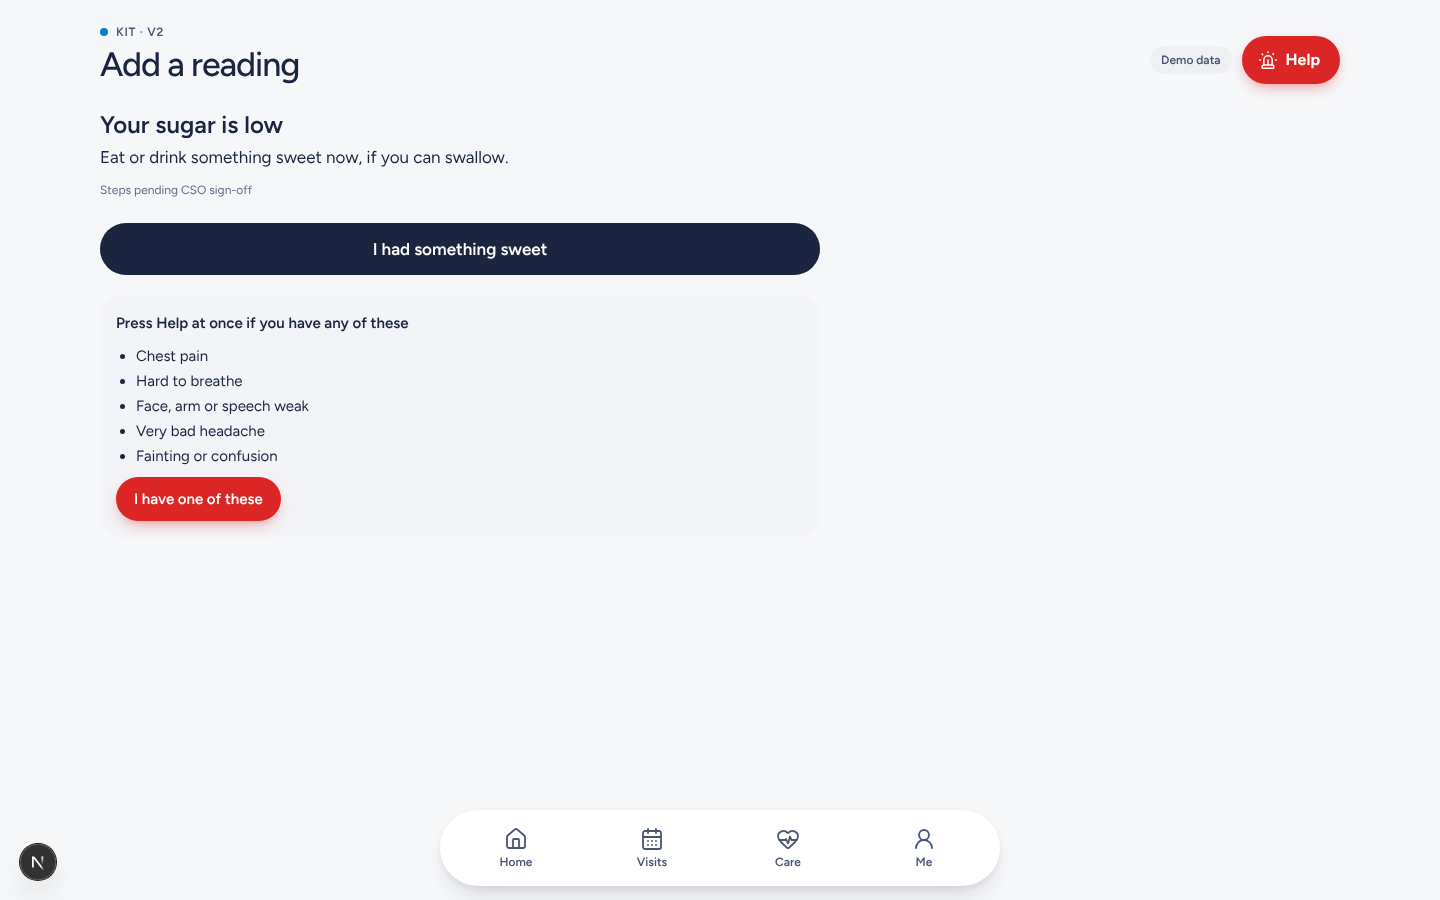 KIT · V2
Add a reading
Demo data
Help
Your sugar is low
Eat or drink something sweet now, if you can swallow.
Steps pending CSO sign-off
I had something sweet
Press Help at once if you have any of these
Chest pain
Hard to breathe
Face, arm or speech weak
Very bad headache
Fainting or confusion
I have one of these
Home
Visits
Care
Me
N